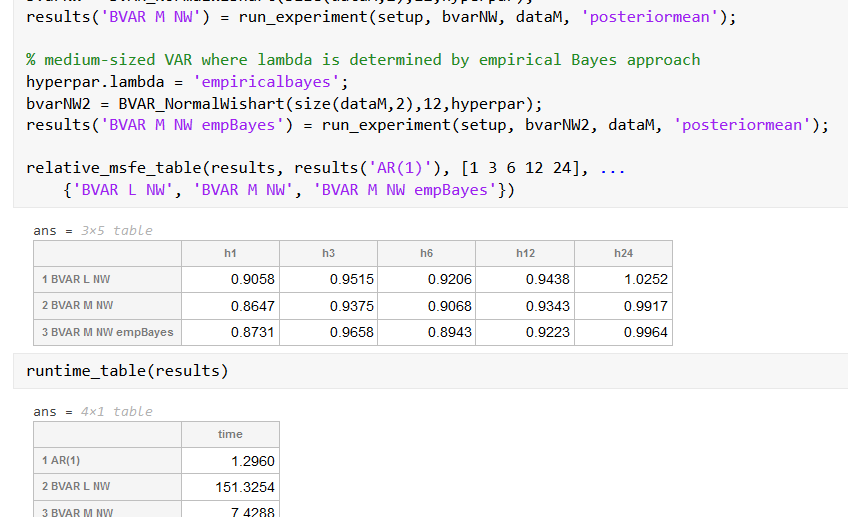 results('BVAR M NW') = run_experiment(setup, bvarNW, dataM, 'posteriormean');
% medium-sized VAR where lambda is determined by empirical Bayes approach
hyperpar.lambda = 'empiricalbayes';
bvarNW2 = BVAR_NormalWishart(size(dataM,2),12,hyperpar);
results('BVAR M NW empBayes') = run_experiment(setup, bvarNW2, dataM, 'posteriormean');
relative_msfe_table(results, results('AR(1)'), [1 3 6 12 24], ...
{'BVAR L NW', 'BVAR M NW', 'BVAR M NW empBayes'})
ans = 3×5 table
h1 h3 h6 h12 h24
1 BVAR L NW 0.9058 0.9515 0.9206 0.9438 1.0252
2 BVAR M NW 0.8647 0.9375 0.9068 0.9343 0.9917
3 BVAR M NW empBayes 0.8731 0.9658 0.8943 0.9223 0.9964
runtime_table(results)
ans = 4×1 table
time
1 AR(1) 1.2960
2 BVAR L NW 151.3254
3 BVAR M NW 7.4288